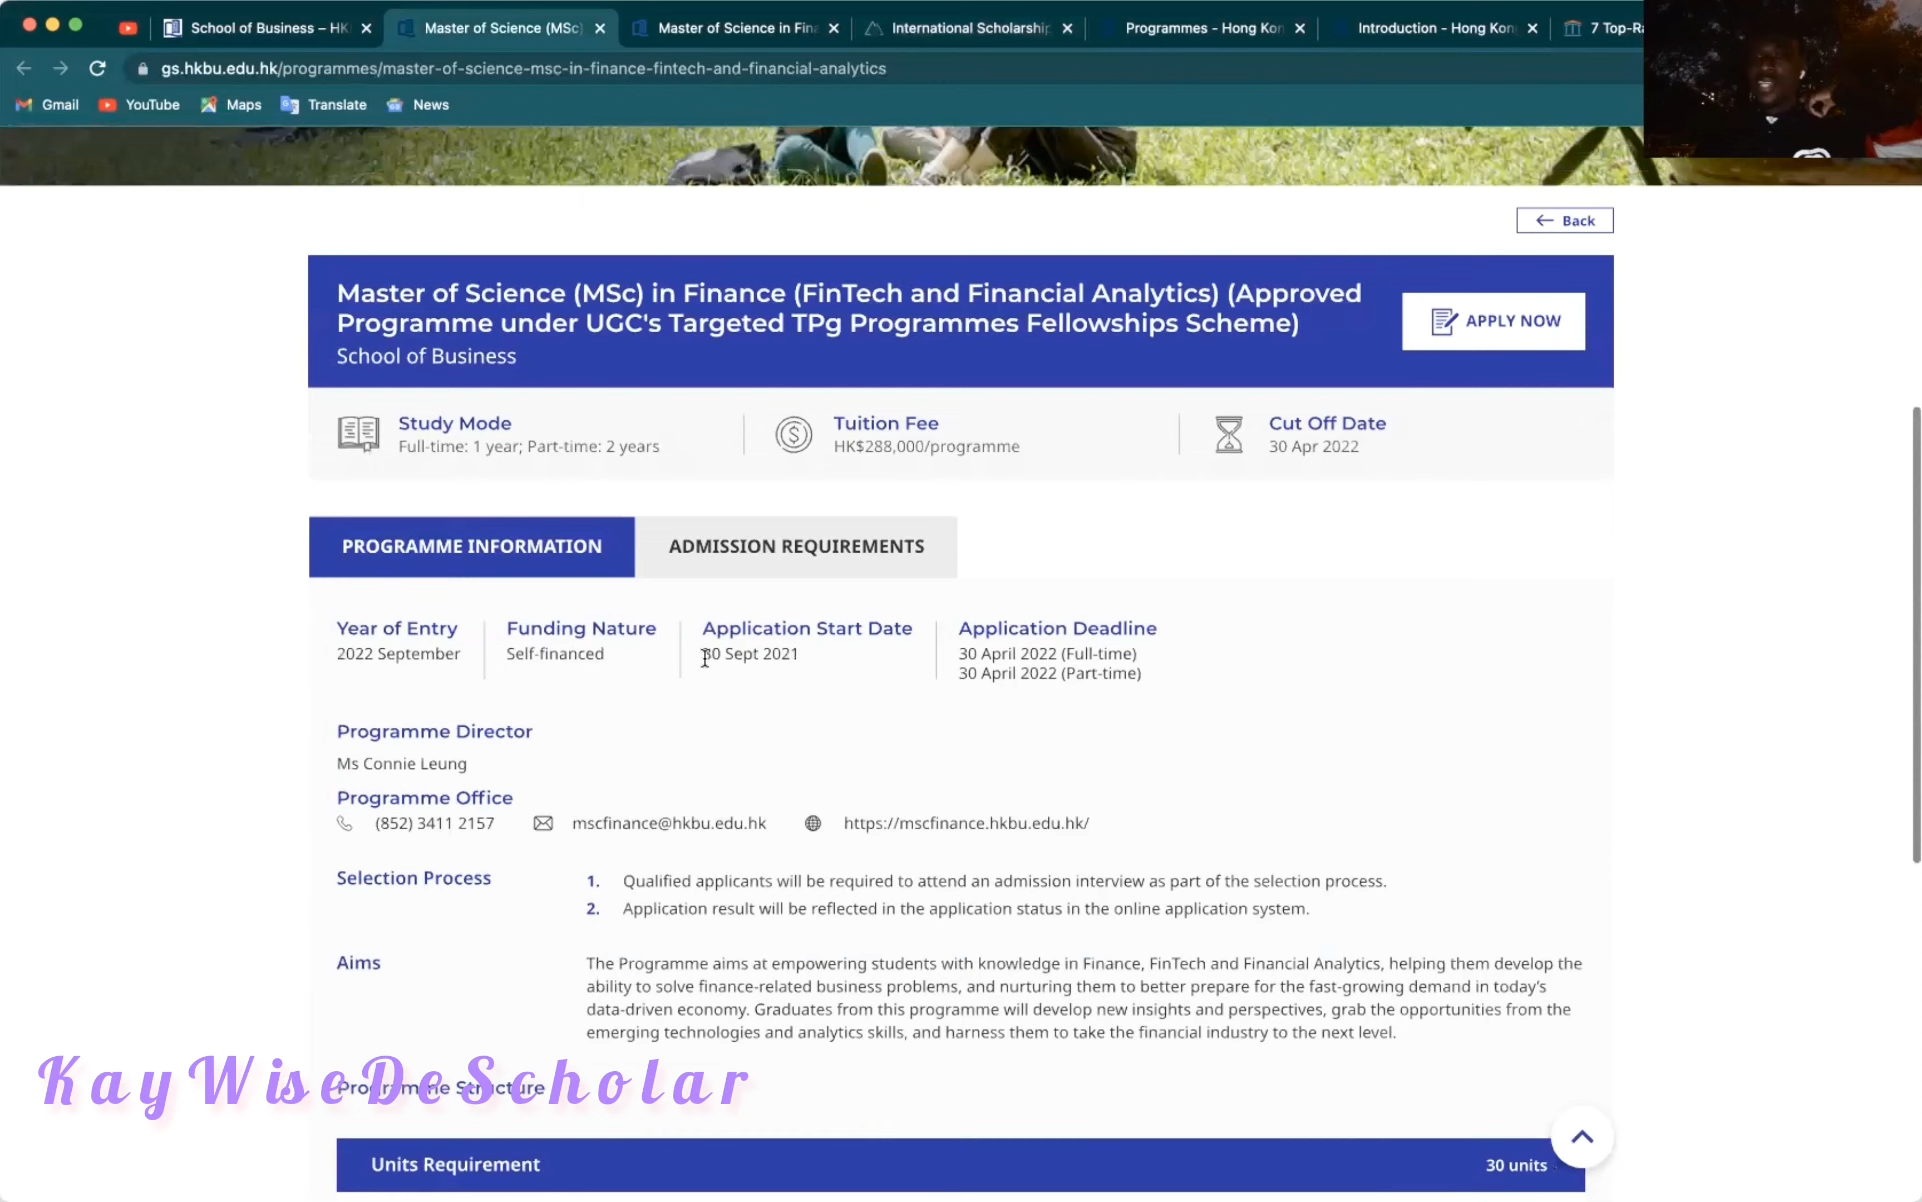 School of Business – HK
Master of Science (MSc)
Master of Science in Fina
International Scholarship
Programmes - Hong Kon
Introduction - Hong Kong
7 Top-Ra
gs.hkbu.edu.hk/programmes/master-of-science-msc-in-finance-fintech-and-financial-analytics
Gmail
YouTube
Maps
Translate
News
Back
Master of Science (MSc) in Finance (FinTech and Financial Analytics) (Approved
Programme under UGC's Targeted TPg Programmes Fellowships Scheme)
School of Business
APPLY NOW
Study Mode
Full-time: 1 year; Part-time: 2 years
Tuition Fee
HK$288,000/programme
Cut Off Date
30 Apr 2022
PROGRAMME INFORMATION
ADMISSION REQUIREMENTS
Year of Entry
2022 September
Funding Nature
Self-financed
Application Start Date
30 Sept 2021
Application Deadline
30 April 2022 (Full-time)
30 April 2022 (Part-time)
Programme Director
Ms Connie Leung
Programme Office
(852) 3411 2157
mscfinance@hkbu.edu.hk
https://mscfinance.hkbu.edu.hk/
Selection Process
1. Qualified applicants will be required to attend an admission interview as part of the selection process.
2. Application result will be reflected in the application status in the online application system.
Aims
The Programme aims at empowering students with knowledge in Finance, FinTech and Financial Analytics, helping them develop the
ability to solve finance-related business problems, and nurturing them to better prepare for the fast-growing demand in today's
data-driven economy. Graduates from this programme will develop new insights and perspectives, grab the opportunities from the
emerging technologies and analytics skills, and harness them to take the financial industry to the next level.
KayWiseDeScholar
Programme Structure
Units Requirement
30 units